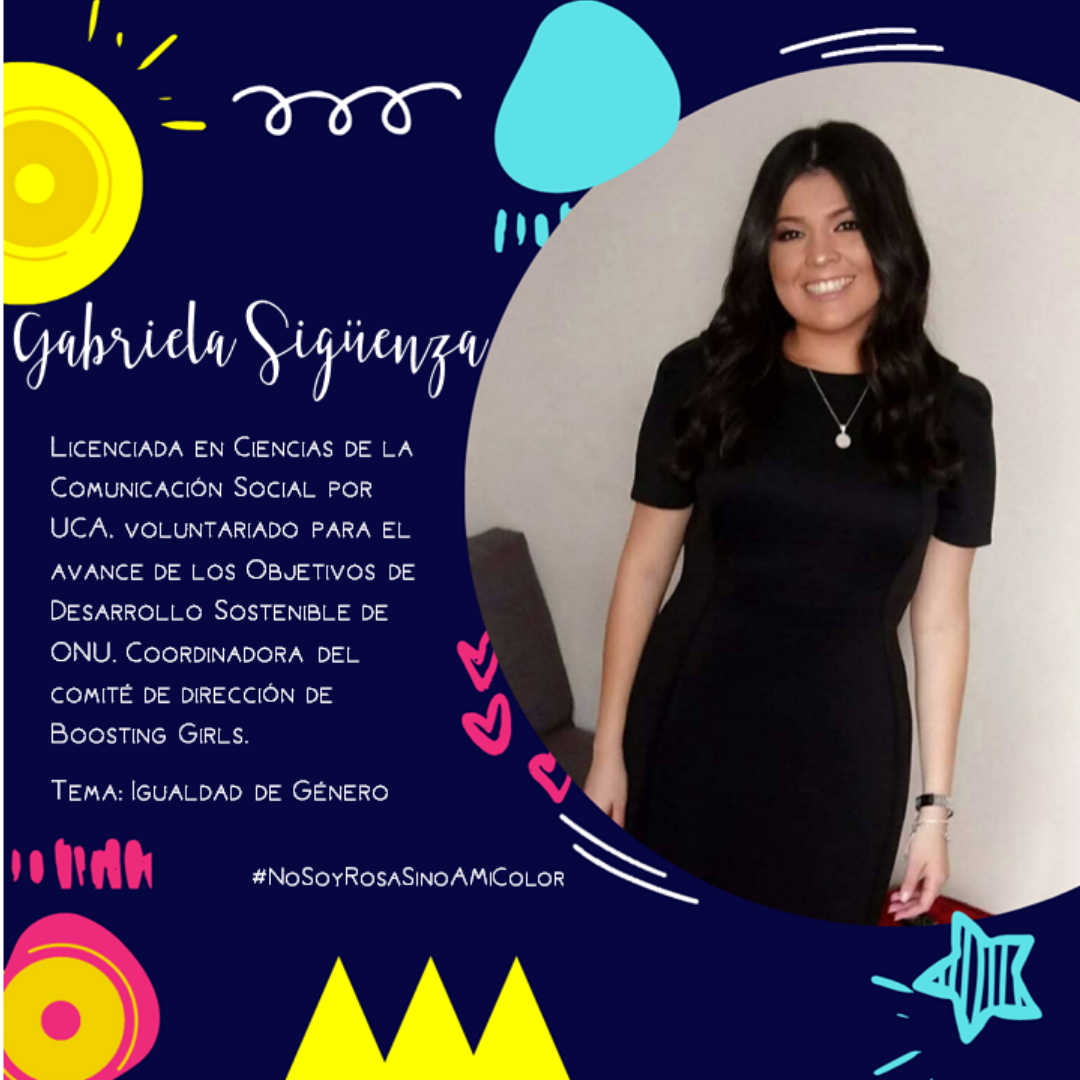 Gabriela Sigüenza
Licenciada en Ciencias de la
Comunicación Social por
UCA. voluntariado para el
avance de los Objetivos de
Desarrollo Sostenible de
ONU. Coordinadora del
comité de dirección de
Boosting Girls.
Tema: Igualdad de Género
#NoSoyRosaSinoAMiColor